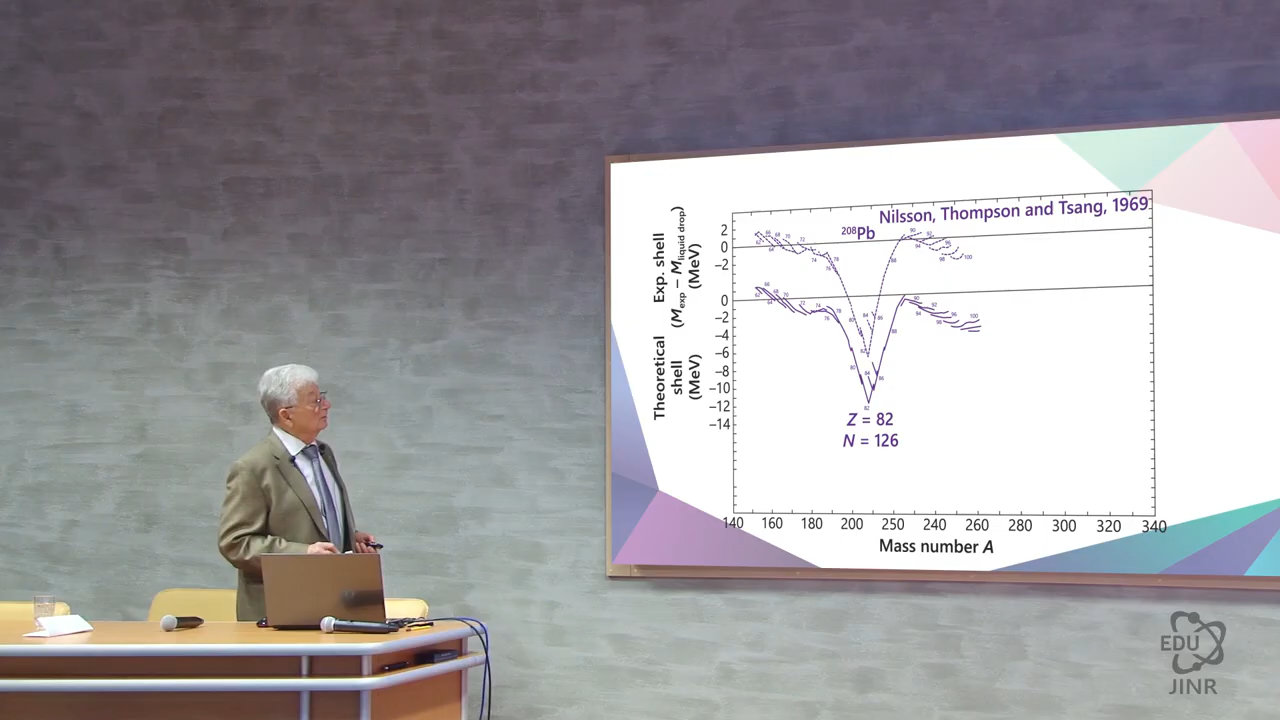 Nilsson, Thompson and Tsang, 1969
²⁰⁸Pb
Exp. shell
(Mexp – Mliquid drop)
(MeV)
Theoretical
shell
(MeV)
2
0
−2
0
−2
−4
−6
−8
−10
−12
−14
Z = 82
N = 126
140 160 180 200 250 240 260 280 300 320 340
Mass number A
EDU
JINR